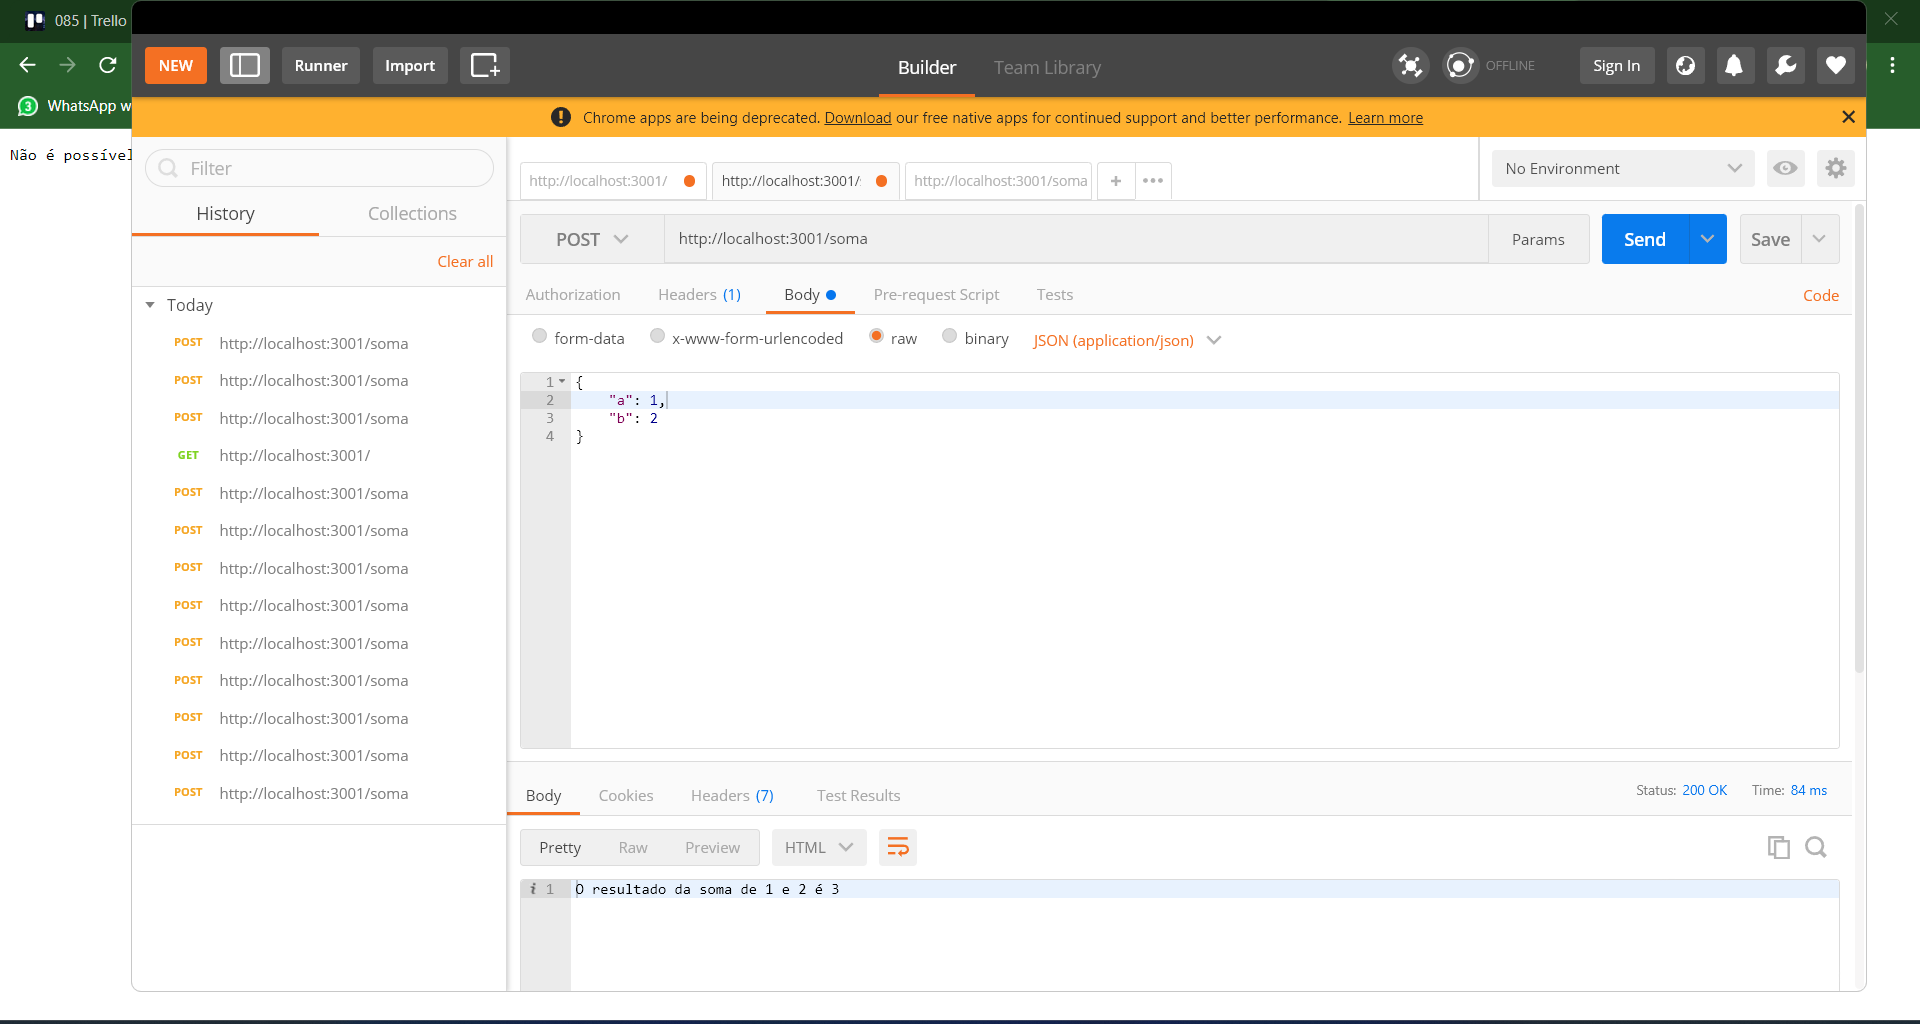 085 | Trello
NEW
Runner
Import
Builder
Team Library
OFFLINE
Sign In
3
WhatsApp w
Chrome apps are being deprecated. Download our free native apps for continued support and better performance. Learn more
Não é possível
Filter
History
Collections
Clear all
Today
POST http://localhost:3001/soma
POST http://localhost:3001/soma
POST http://localhost:3001/soma
GET http://localhost:3001/
POST http://localhost:3001/soma
POST http://localhost:3001/soma
POST http://localhost:3001/soma
POST http://localhost:3001/soma
POST http://localhost:3001/soma
POST http://localhost:3001/soma
POST http://localhost:3001/soma
POST http://localhost:3001/soma
POST http://localhost:3001/soma
http://localhost:3001/
http://localhost:3001/s
http://localhost:3001/soma
No Environment
POST
http://localhost:3001/soma
Params
Send
Save
Authorization
Headers (1)
Body
Pre-request Script
Tests
Code
form-data
x-www-form-urlencoded
raw
binary
JSON (application/json)
1 {
2 "a": 1,
3 "b": 2
4 }
Body
Cookies
Headers (7)
Test Results
Status: 200 OK
Time: 84 ms
Pretty
Raw
Preview
HTML
i 1 O resultado da soma de 1 e 2 é 3